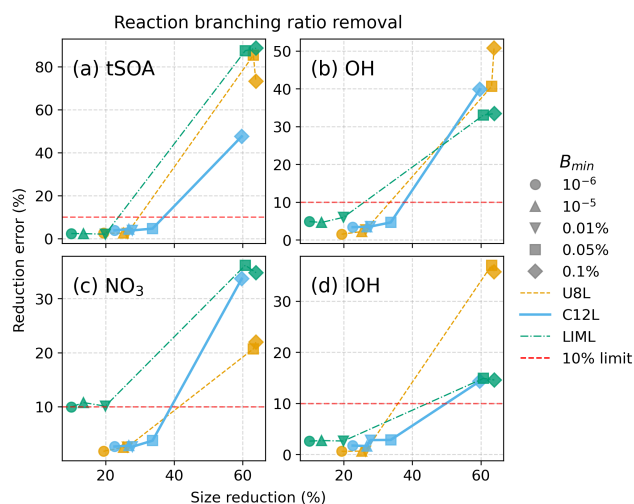 Reaction branching ratio removal
(a) tSOA
(b) OH
80
60
40
20
0
50
40
30
20
10
0
Reduction error (%)
(c) NO₃
(d) lOH
30
20
10
30
20
10
0
20
40
60
20
40
60
Size reduction (%)
B_min
10⁻⁶
10⁻⁵
0.01%
0.05%
0.1%
U8L
C12L
LIML
10% limit